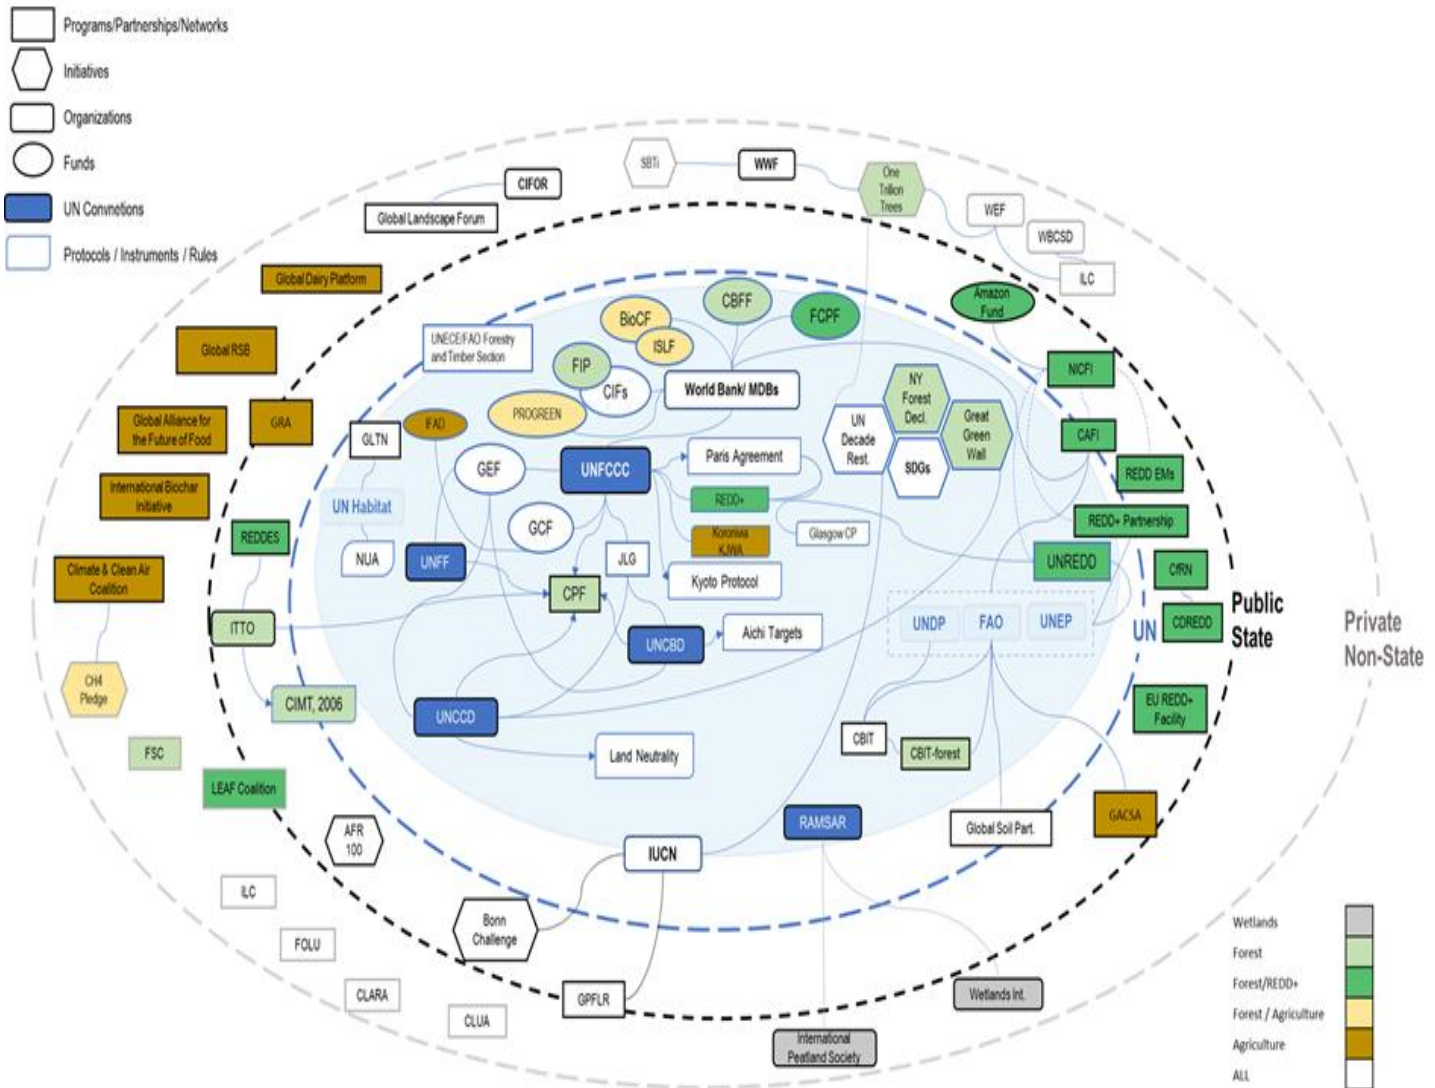 Programs/Partnerships/Networks
Initiatives
Organizations
Funds
UN Convnetions
Protocols / Instruments / Rules
SBTi
WWF
One
Trillion
Trees
CIFOR
Global Landscape Forum
WEF
WBCSD
ILC
Global Dairy Platform
Amazon
Fund
CBFF
BioCF
FCPF
ISLF
UNECE/FAO Forestry
and Timber Section
Global RSB
FIP
CIFs
World Bank/ MDBs
NICFI
NY
Forest
Decl.
PROGREEN
IFAD
GRA
Global Alliance for
the Future of Food
GLTN
UN
Decade
Rest.
Great
Green
Wall
SDGs
CAFI
REDD EMs
GEF
UNFCCC
Paris Agreement
International Biochar
Initiative
UN Habitat
REDD+
GCF
Koronivia
KJWA
Glasgow CP
REDD+ Partnership
REDDES
NUA
UNFF
JLG
Kyoto Protocol
UNREDD
CfRN
Climate & Clean Air
Coalition
CPF
ITTO
UNDP
FAO
UNEP
UN
CDREDD
Public
State
Private
Non-State
UNCBD
Aichi Targets
CH4
Pledge
CIMT, 2006
UNCCD
EU REDD+
Facility
FSC
Land Neutrality
CBIT
CBIT-forest
LEAF Coalition
AFR
100
RAMSAR
Global Soil Part.
GACSA
IUCN
ILC
Bonn
Challenge
FOLU
CLARA
GPFLR
CLUA
Wetlands Int.
International
Peatland Society
Wetlands
Forest
Forest/REDD+
Forest / Agriculture
Agriculture
ALL